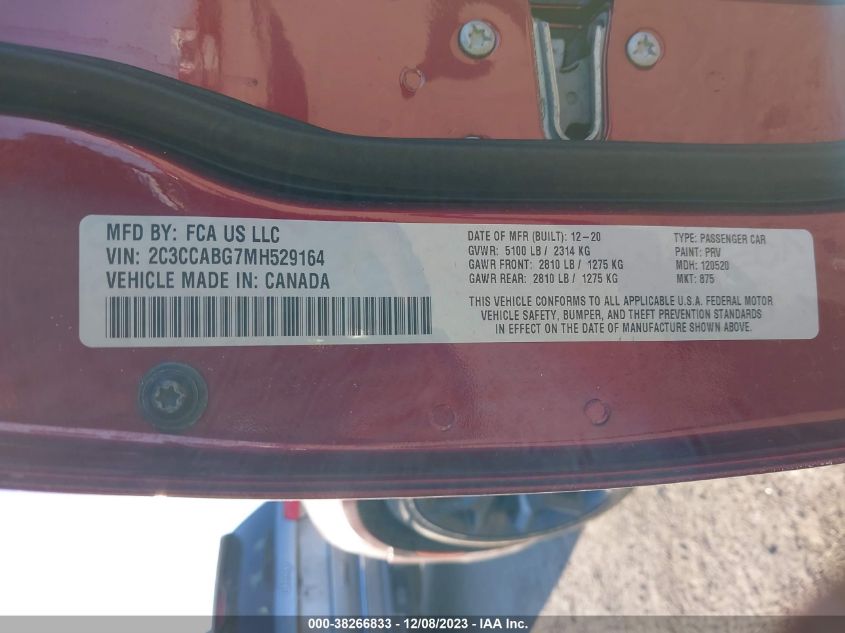 MFD BY: FCA US LLC
VIN: 2C3CCABG7MH529164
VEHICLE MADE IN: CANADA
DATE OF MFR (BUILT): 12-20
GVWR: 5100 LB / 2314 KG
GAWR FRONT: 2810 LB / 1275 KG
GAWR REAR: 2810 LB / 1275 KG
TYPE: PASSENGER CAR
PAINT: PRV
MDH: 120520
MKT: 875
THIS VEHICLE CONFORMS TO ALL APPLICABLE U.S.A. FEDERAL MOTOR
VEHICLE SAFETY, BUMPER, AND THEFT PREVENTION STANDARDS
IN EFFECT ON THE DATE OF MANUFACTURE SHOWN ABOVE.
000-38266833 - 12/08/2023 - IAA Inc.